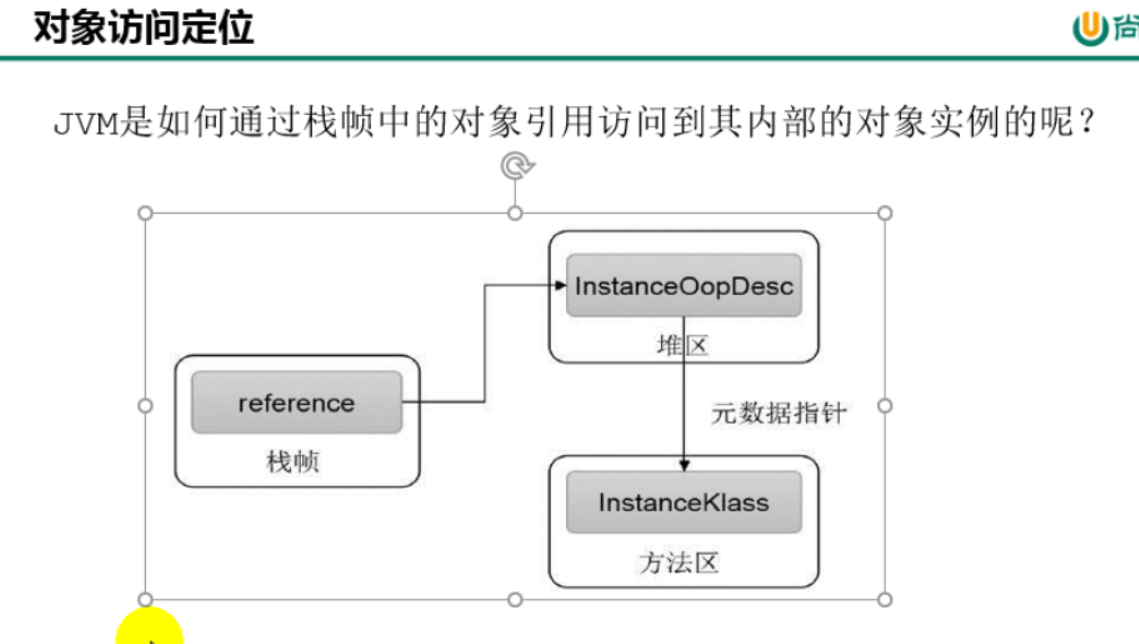 对象访问定位
尚
JVM是如何通过栈帧中的对象引用访问到其内部的对象实例的呢？
InstanceOopDesc
堆区
reference
栈帧
元数据指针
InstanceKlass
方法区